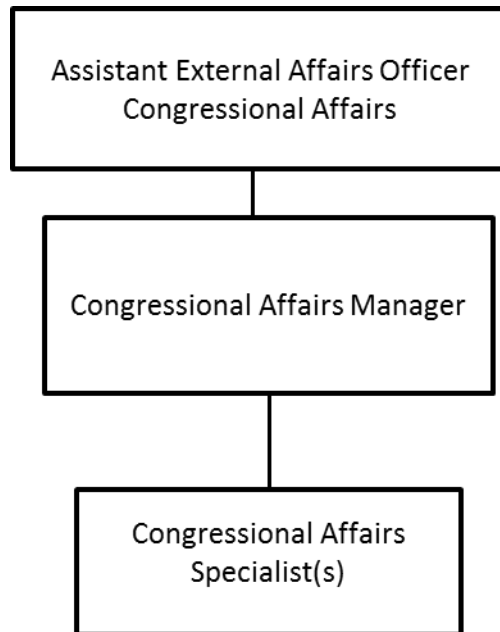 Assistant External Affairs Officer
Congressional Affairs
Congressional Affairs Manager
Congressional Affairs
Specialist(s)